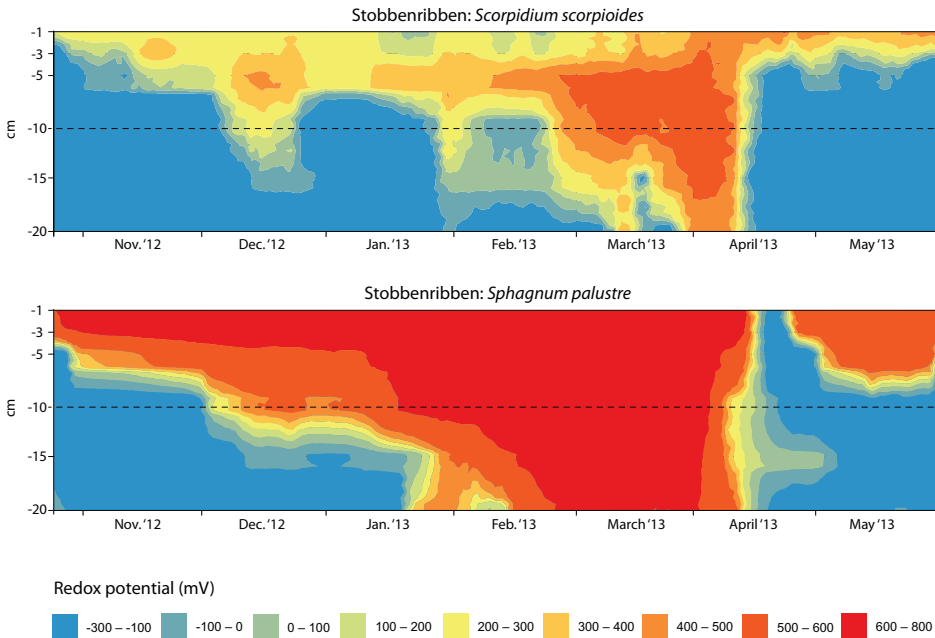 Stobbenribben: Scorpidium scorpioides
-1
-3
-5
-10
-15
-20
cm
Nov. '12 Dec. '12 Jan. '13 Feb. '13 March '13 April '13 May '13
Stobbenribben: Sphagnum palustre
-1
-3
-5
-10
-15
-20
cm
Nov. '12 Dec. '12 Jan. '13 Feb. '13 March '13 April '13 May '13
Redox potential (mV)
-300 – -100 -100 – 0 0 – 100 100 – 200 200 – 300 300 – 400 400 – 500 500 – 600 600 – 800